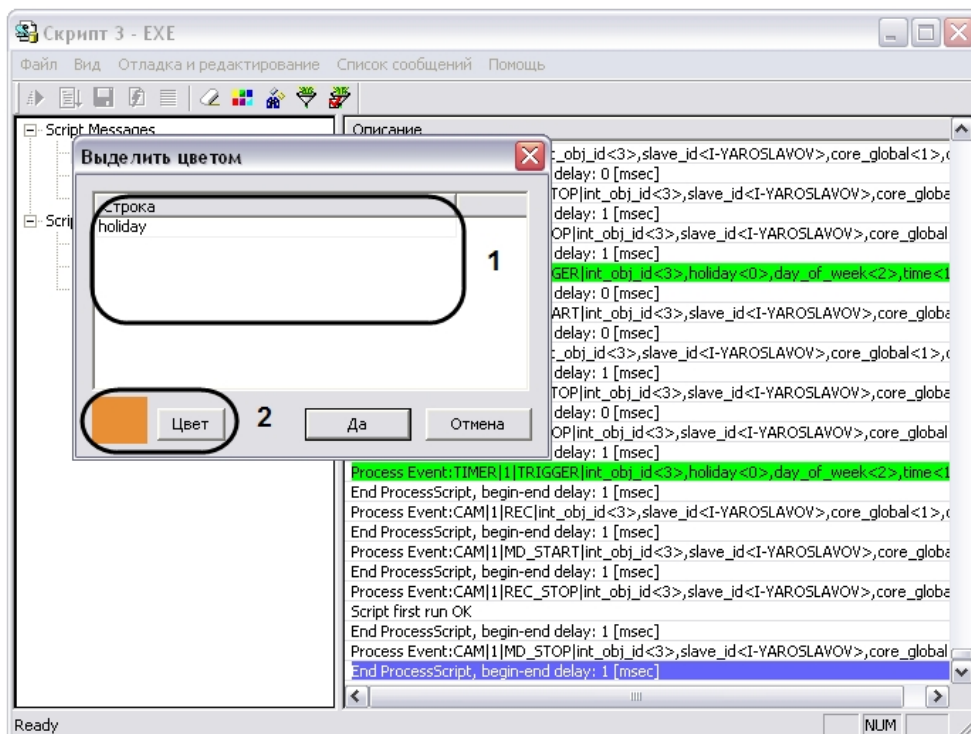 Скрипт 3 - EXE
Файл Вид Отладка и редактирование Список сообщений Помощь
Script Messages
Scrip
Описание
Выделить цветом
Строка
holiday
1
2
Цвет
Да
Отмена
:_obj_id<3>,slave_id<I-YAROSLAVOV>,core_global<1>,
delay: 0 [msec]
TOP|int_obj_id<3>,slave_id<I-YAROSLAVOV>,core_globa
delay: 1 [msec]
OP|int_obj_id<3>,slave_id<I-YAROSLAVOV>,core_global
delay: 1 [msec]
GER|int_obj_id<3>,holiday<0>,day_of_week<2>,time<1
delay: 0 [msec]
ART|int_obj_id<3>,slave_id<I-YAROSLAVOV>,core_globa
delay: 0 [msec]
:_obj_id<3>,slave_id<I-YAROSLAVOV>,core_global<1>,
delay: 1 [msec]
TOP|int_obj_id<3>,slave_id<I-YAROSLAVOV>,core_globa
delay: 0 [msec]
OP|int_obj_id<3>,slave_id<I-YAROSLAVOV>,core_global
delay: 1 [msec]
Process Event:TIMER|1|TRIGGER|int_obj_id<3>,holiday<0>,day_of_week<2>,time<1
End ProcessScript, begin-end delay: 1 [msec]
Process Event:CAM|1|REC|int_obj_id<3>,slave_id<I-YAROSLAVOV>,core_global<1>,
End ProcessScript, begin-end delay: 1 [msec]
Process Event:CAM|1|MD_START|int_obj_id<3>,slave_id<I-YAROSLAVOV>,core_globa
End ProcessScript, begin-end delay: 1 [msec]
Process Event:CAM|1|REC_STOP|int_obj_id<3>,slave_id<I-YAROSLAVOV>,core_globa
Script first run OK
End ProcessScript, begin-end delay: 1 [msec]
Process Event:CAM|1|MD_STOP|int_obj_id<3>,slave_id<I-YAROSLAVOV>,core_global
End ProcessScript, begin-end delay: 1 [msec]
Ready
NUM